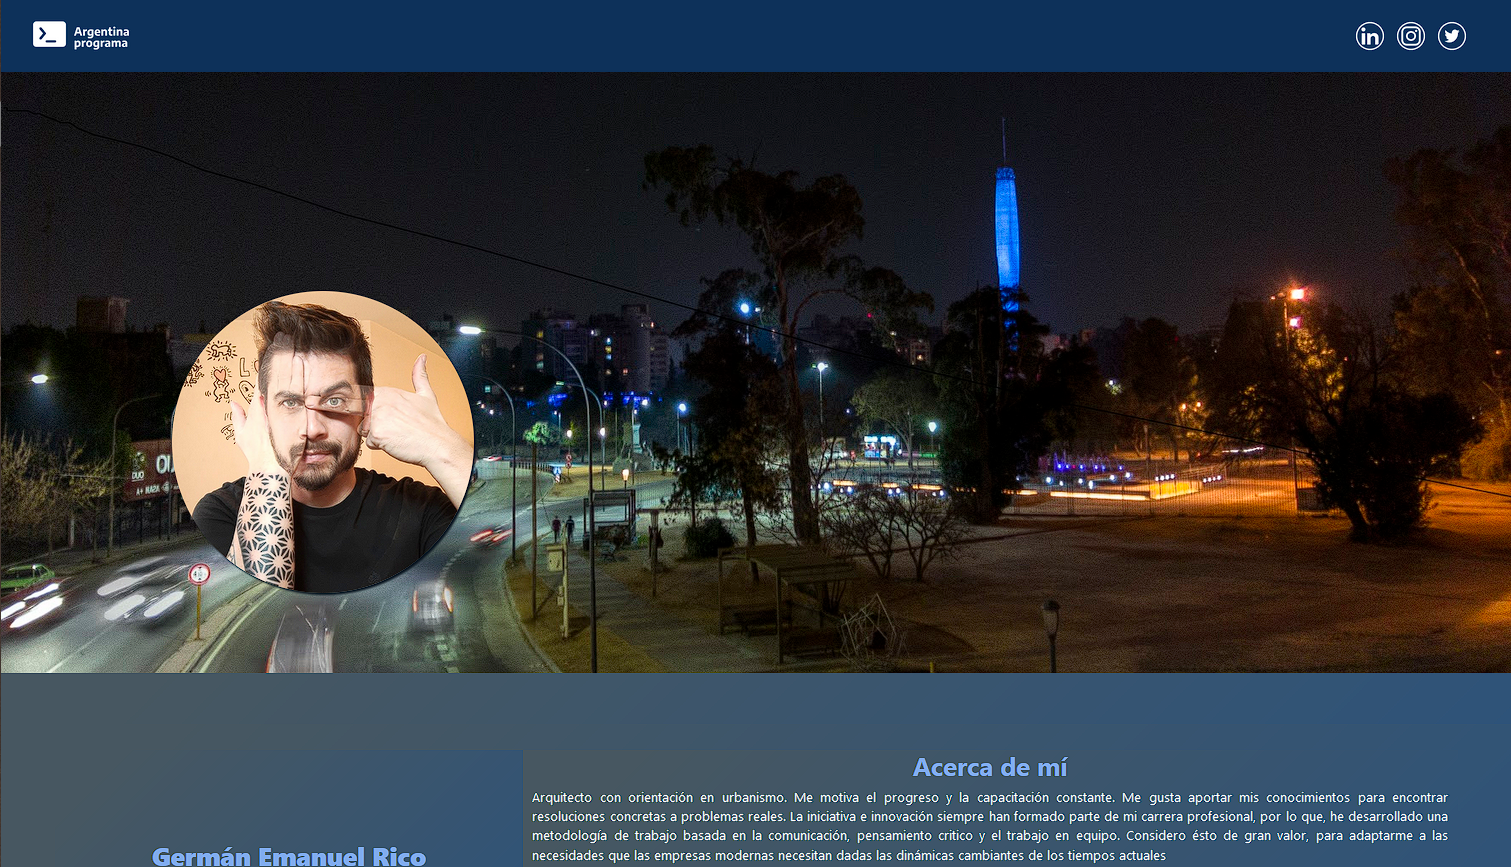 Argentina
programa
Acerca de mí
Arquitecto con orientación en urbanismo. Me motiva el progreso y la capacitación constante. Me gusta aportar mis conocimientos para encontrar
resoluciones concretas a problemas reales. La iniciativa e innovación siempre han formado parte de mi carrera profesional, por lo que, he desarrollado una
metodología de trabajo basada en la comunicación, pensamiento critico y el trabajo en equipo. Considero ésto de gran valor, para adaptarme a las
necesidades que las empresas modernas necesitan dadas las dinámicas cambiantes de los tiempos actuales
Germán Emanuel Rico